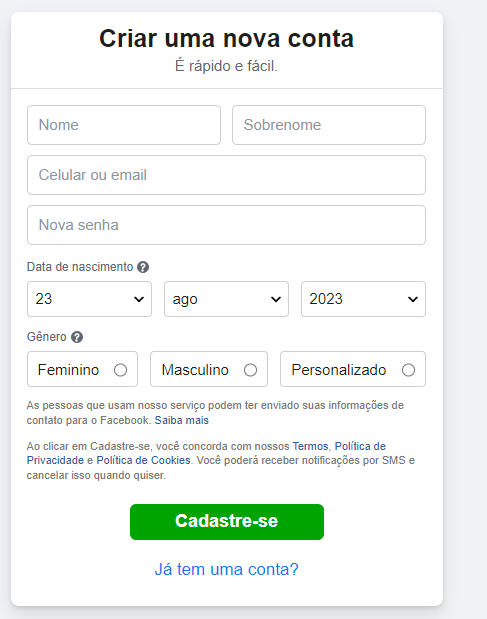 Criar uma nova conta
É rápido e fácil.
Nome Sobrenome
Celular ou email
Nova senha
Data de nascimento ?
23 ago 2023
Gênero ?
Feminino Masculino Personalizado
As pessoas que usam nosso serviço podem ter enviado suas informações de
contato para o Facebook. Saiba mais
Ao clicar em Cadastre-se, você concorda com nossos Termos, Política de
Privacidade e Política de Cookies. Você poderá receber notificações por SMS e
cancelar isso quando quiser.
Cadastre-se
Já tem uma conta?